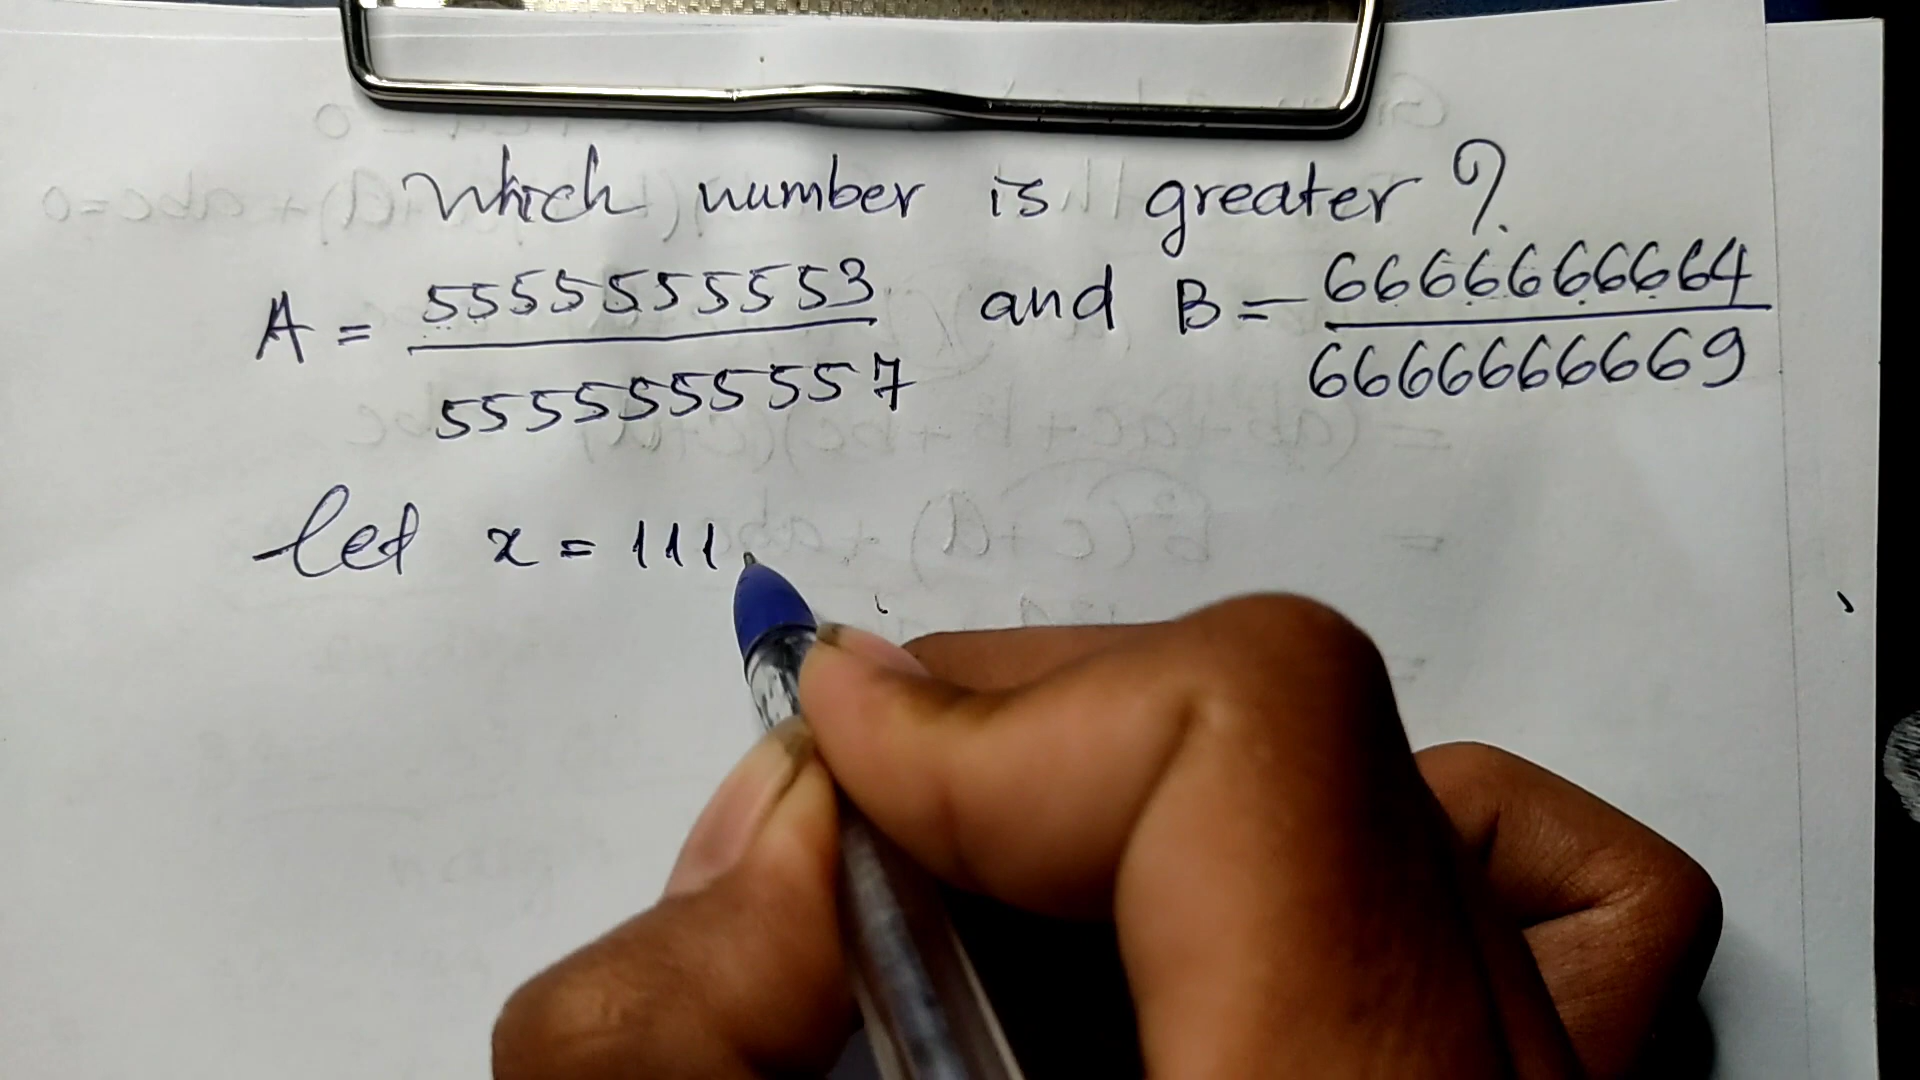 Which number is greater ?
A = 5555555553 / 5555555557 and B = 6666666664 / 6666666669
let x = 111